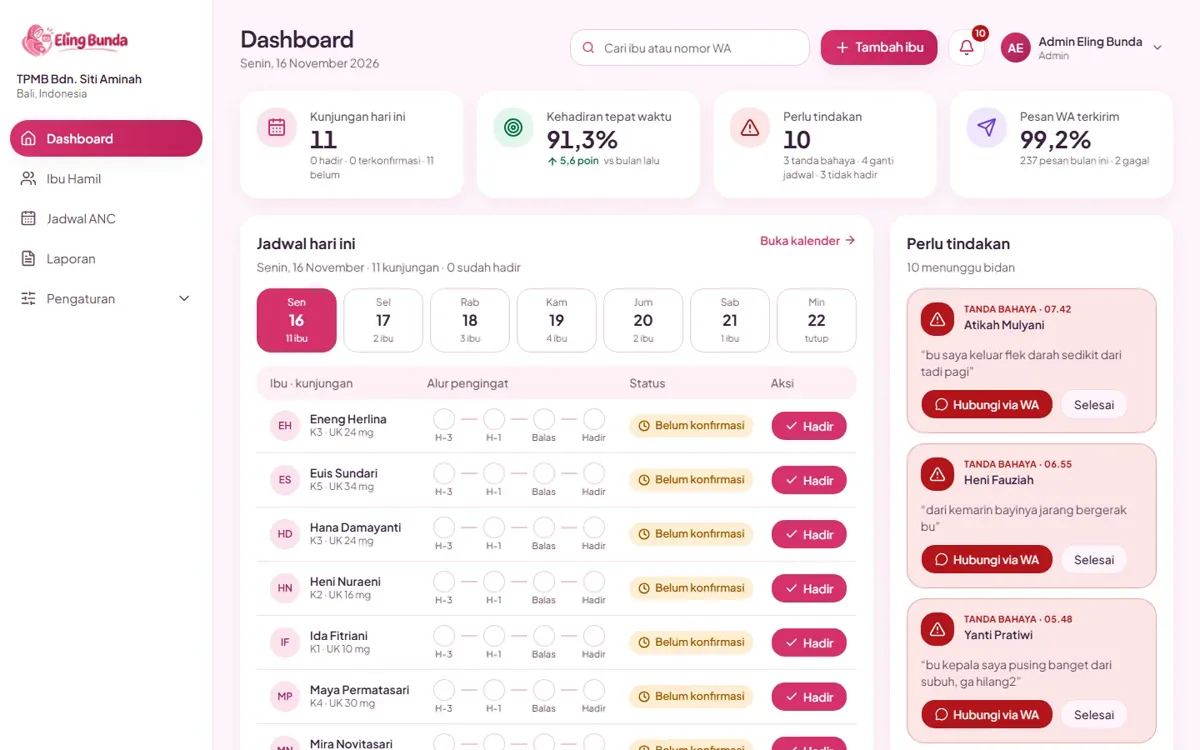 Eling Bunda
TPMB Bdn. Siti Aminah
Bali, Indonesia
Dashboard
Ibu Hamil
Jadwal ANC
Laporan
Pengaturan
Dashboard
Senin, 16 November 2026
Cari ibu atau nomor WA
+ Tambah ibu
10
AE
Admin Eling Bunda
Admin
Kunjungan hari ini
11
0 hadir · 0 terkonfirmasi · 11
belum
Kehadiran tepat waktu
91,3%
↑ 5,6 poin vs bulan lalu
Perlu tindakan
10
3 tanda bahaya · 4 ganti
jadwal · 3 tidak hadir
Pesan WA terkirim
99,2%
237 pesan bulan ini · 2 gagal
Jadwal hari ini
Buka kalender →
Senin, 16 November · 11 kunjungan · 0 sudah hadir
Sen
16
11 ibu
Sel
17
2 ibu
Rab
18
3 ibu
Kam
19
4 ibu
Jum
20
2 ibu
Sab
21
1 ibu
Min
22
tutup
Ibu · kunjungan Alur pengingat Status Aksi
EH
Eneng Herlina
K3 · UK 24 mg
H-3 H-1 Balas Hadir
Belum konfirmasi
Hadir
ES
Euis Sundari
K5 · UK 34 mg
H-3 H-1 Balas Hadir
Belum konfirmasi
Hadir
HD
Hana Damayanti
K3 · UK 24 mg
H-3 H-1 Balas Hadir
Belum konfirmasi
Hadir
HN
Heni Nuraeni
K2 · UK 16 mg
H-3 H-1 Balas Hadir
Belum konfirmasi
Hadir
IF
Ida Fitriani
K1 · UK 10 mg
H-3 H-1 Balas Hadir
Belum konfirmasi
Hadir
MP
Maya Permatasari
K4 · UK 30 mg
H-3 H-1 Balas Hadir
Belum konfirmasi
Hadir
MN
Mira Novitasari
Belum konfirmasi
Hadir
Perlu tindakan
10 menunggu bidan
TANDA BAHAYA · 07.42
Atikah Mulyani
"bu saya keluar flek darah sedikit dari
tadi pagi"
Hubungi via WA
Selesai
TANDA BAHAYA · 06.55
Heni Fauziah
"dari kemarin bayinya jarang bergerak
bu"
Hubungi via WA
Selesai
TANDA BAHAYA · 05.48
Yanti Pratiwi
"bu kepala saya pusing banget dari
subuh, ga hilang2"
Hubungi via WA
Selesai